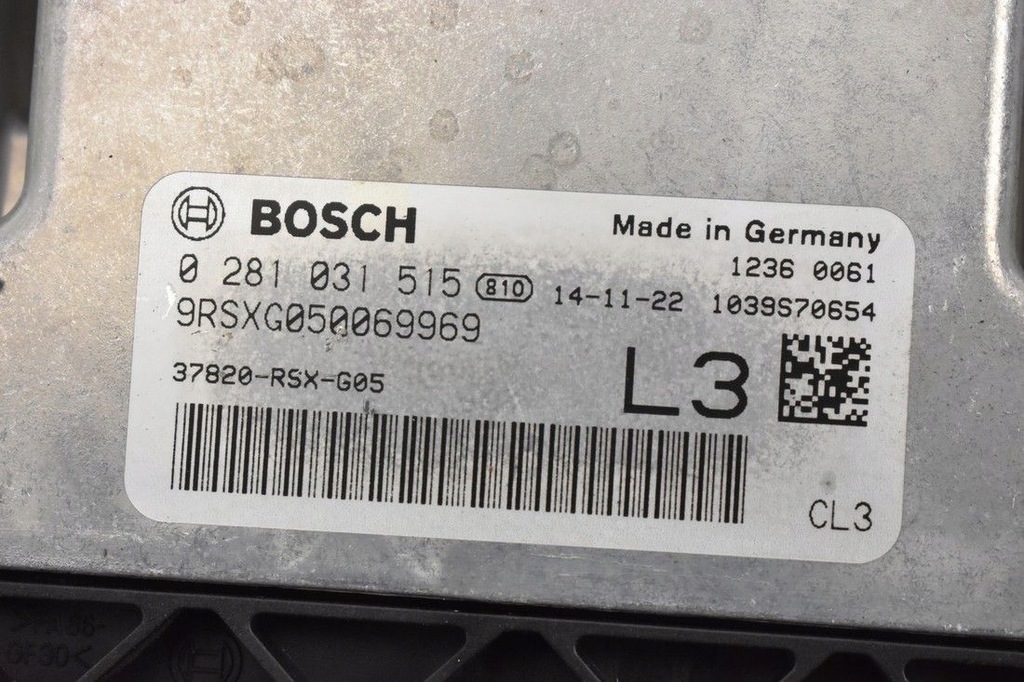 BOSCH
Made in Germany
0 281 031 515 810 14-11-22
1236 0061
1039S70654
9RSXG050069969
37820-RSX-G05
L3
CL3